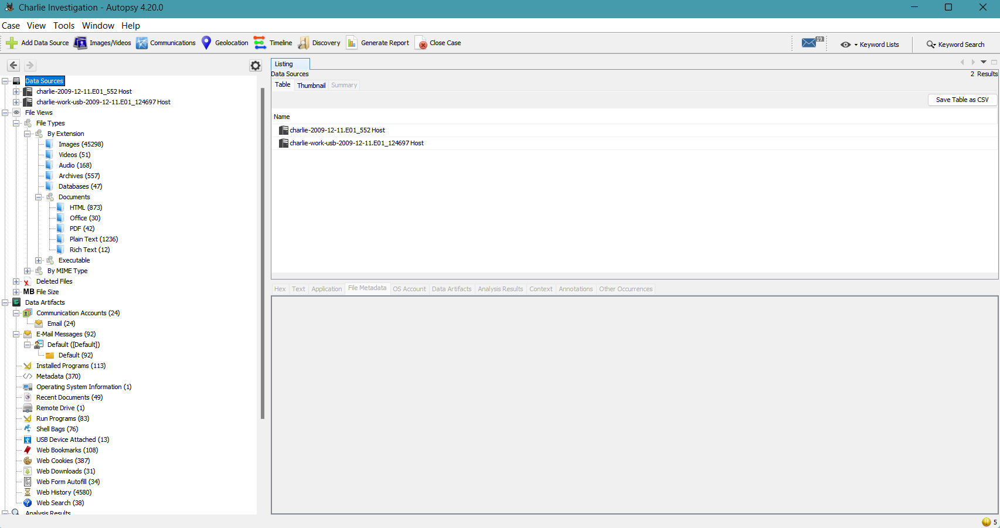 Charlie Investigation - Autopsy 4.20.0
Case View Tools Window Help
Add Data Source Images/Videos Communications Geolocation Timeline Discovery Generate Report Close Case 19 Keyword Lists Keyword Search
Data Sources
charlie-2009-12-11.E01_552 Host
charlie-work-usb-2009-12-11.E01_124697 Host
File Views
File Types
By Extension
Images (45298)
Videos (51)
Audio (168)
Archives (557)
Databases (47)
Documents
HTML (873)
Office (30)
PDF (42)
Plain Text (1236)
Rich Text (12)
Executable
By MIME Type
Deleted Files
MB File Size
Data Artifacts
Communication Accounts (24)
Email (24)
E-Mail Messages (92)
Default ([Default])
Default (92)
Installed Programs (113)
Metadata (370)
Operating System Information (1)
Recent Documents (49)
Remote Drive (1)
Run Programs (83)
Shell Bags (76)
USB Device Attached (13)
Web Bookmarks (108)
Web Cookies (387)
Web Downloads (31)
Web Form Autofill (34)
Web History (4580)
Web Search (38)
Analysis Results
Listing
Data Sources 2 Results
Table Thumbnail Summary
Save Table as CSV
Name
charlie-2009-12-11.E01_552 Host
charlie-work-usb-2009-12-11.E01_124697 Host
Hex Text Application File Metadata OS Account Data Artifacts Analysis Results Context Annotations Other Occurrences
5